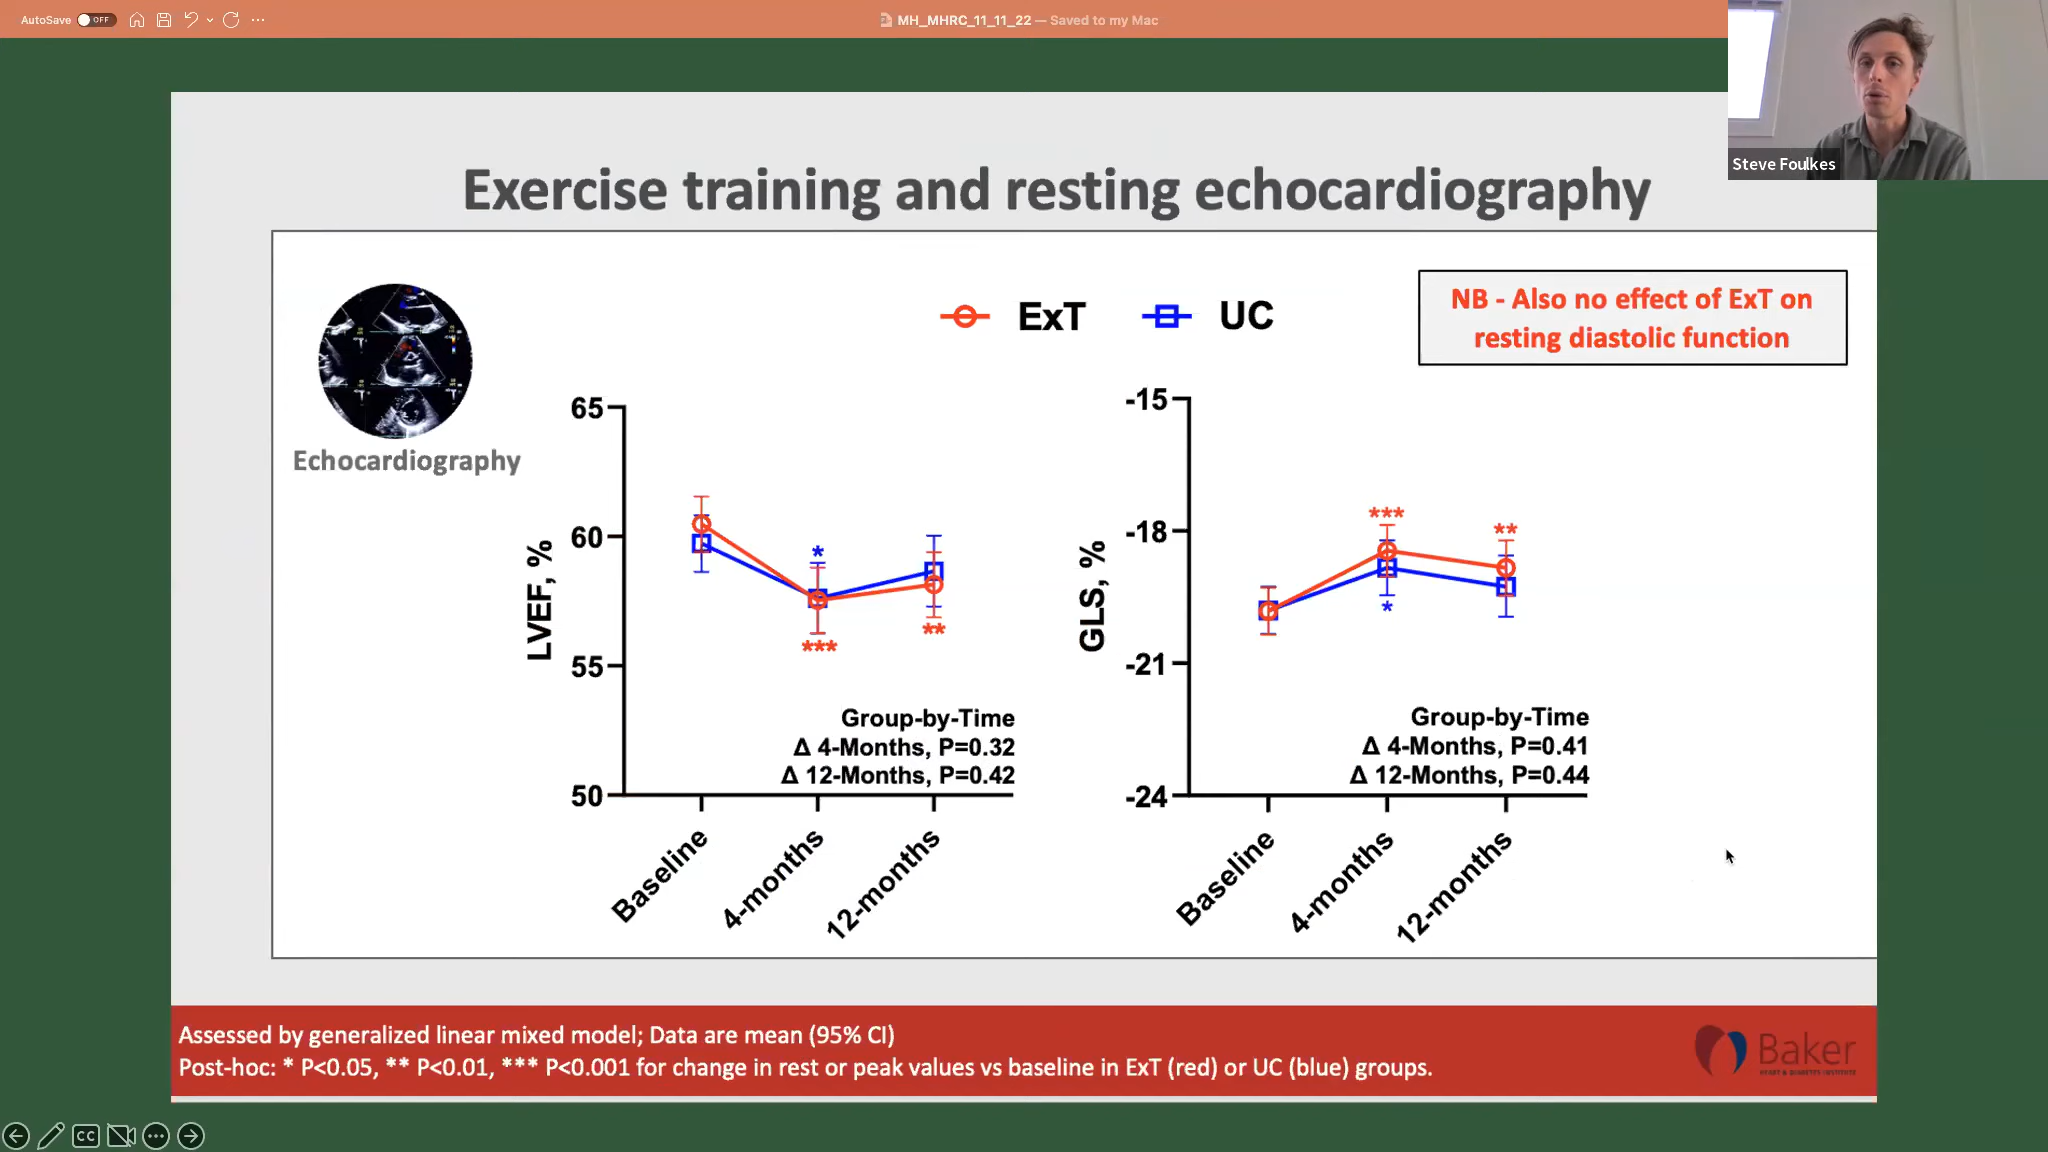 AutoSave OFF
MH_MHRC_11_11_22 — Saved to my Mac
Steve Foulkes
Exercise training and resting echocardiography
ExT
UC
NB - Also no effect of ExT on
resting diastolic function
Echocardiography
LVEF, %
65
60
55
50
*
***
**
Group-by-Time
Δ 4-Months, P=0.32
Δ 12-Months, P=0.42
Baseline
4-months
12-months
GLS, %
-15
-18
-21
-24
***
**
*
Group-by-Time
Δ 4-Months, P=0.41
Δ 12-Months, P=0.44
Baseline
4-months
12-months
Assessed by generalized linear mixed model; Data are mean (95% CI)
Post-hoc: * P<0.05, ** P<0.01, *** P<0.001 for change in rest or peak values vs baseline in ExT (red) or UC (blue) groups.
Baker
HEART & DIABETES INSTITUTE
CC